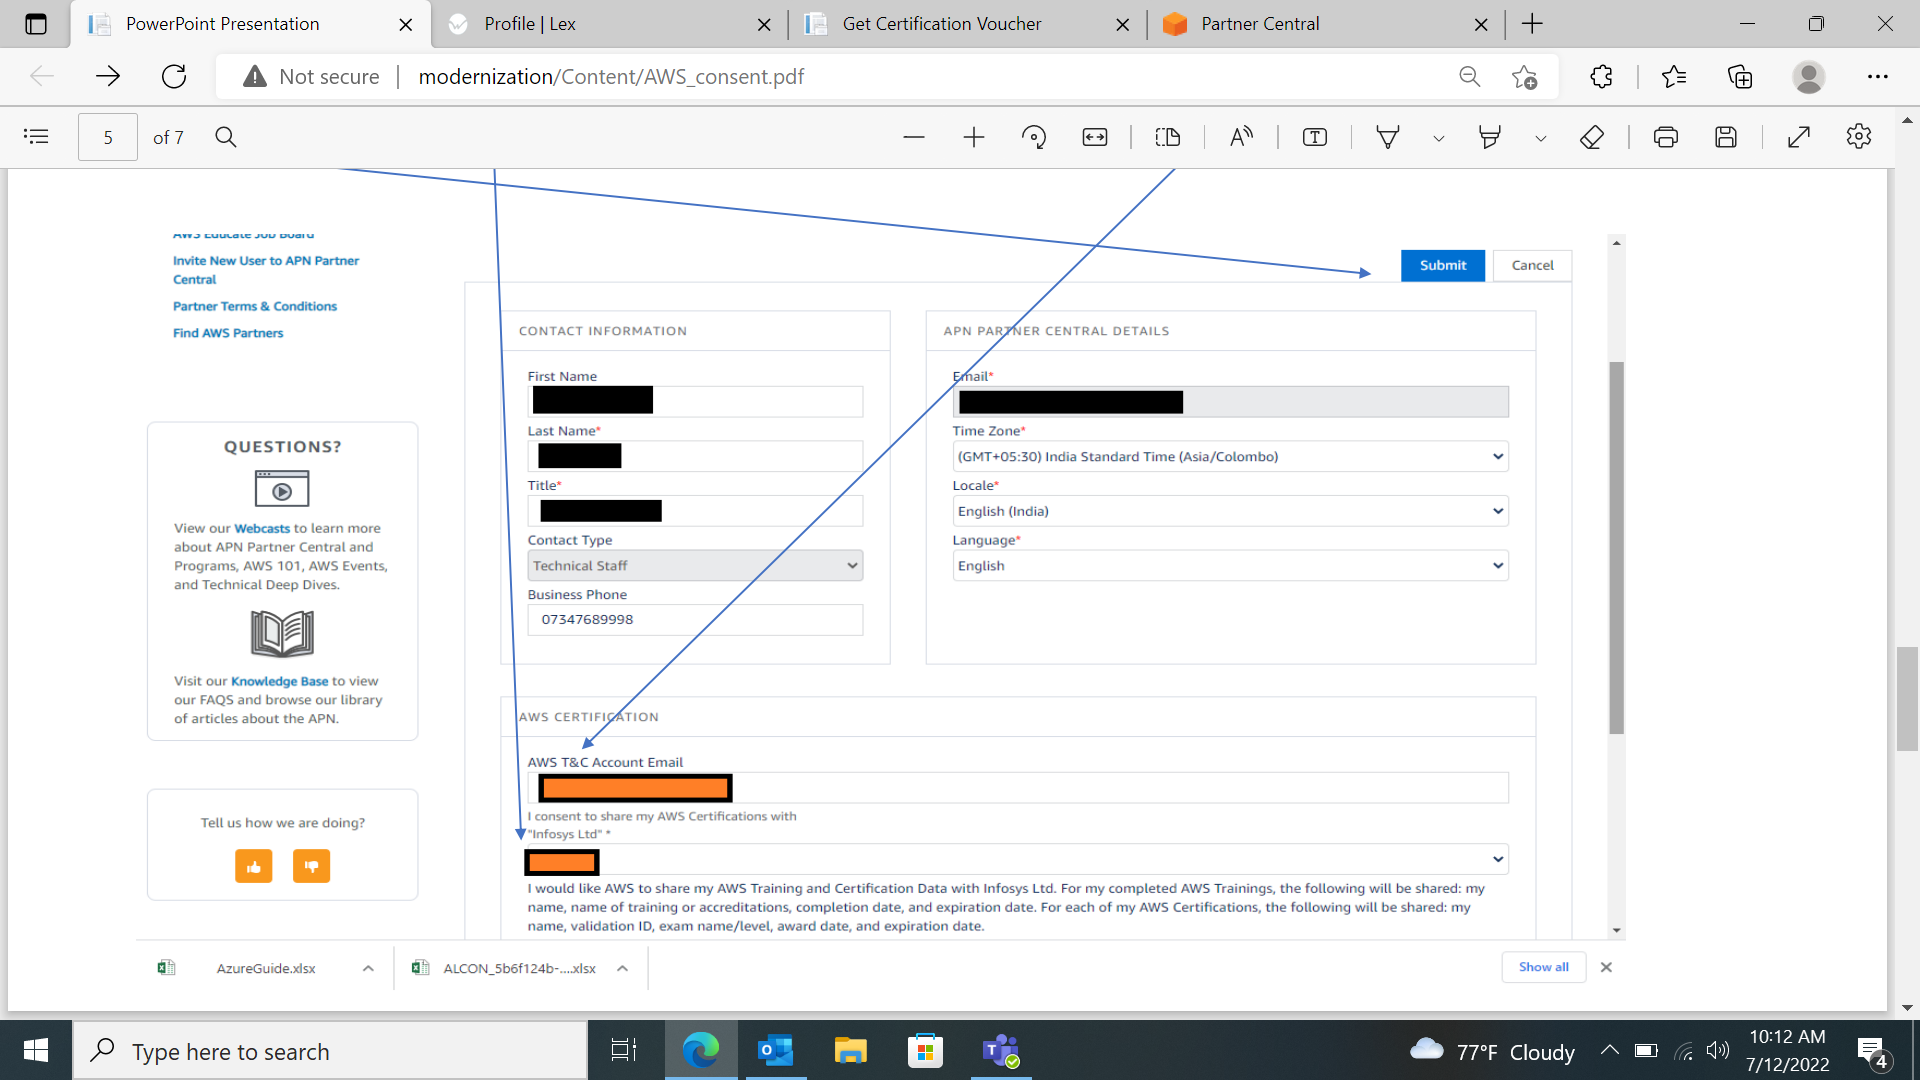 PowerPoint Presentation
Profile | Lex
Get Certification Voucher
Partner Central
Not secure
modernization/Content/AWS_consent.pdf
5 of 7
AWS Educate Job Board
Invite New User to APN Partner
Central
Partner Terms & Conditions
Find AWS Partners
QUESTIONS?
View our Webcasts to learn more
about APN Partner Central and
Programs, AWS 101, AWS Events,
and Technical Deep Dives.
Visit our Knowledge Base to view
our FAQS and browse our library
of articles about the APN.
Tell us how we are doing?
Submit
Cancel
CONTACT INFORMATION
First Name
Last Name*
Title*
Contact Type
Technical Staff
Business Phone
07347689998
APN PARTNER CENTRAL DETAILS
Email*
Time Zone*
(GMT+05:30) India Standard Time (Asia/Colombo)
Locale*
English (India)
Language*
English
AWS CERTIFICATION
AWS T&C Account Email
I consent to share my AWS Certifications with
"Infosys Ltd" *
I would like AWS to share my AWS Training and Certification Data with Infosys Ltd. For my completed AWS Trainings, the following will be shared: my
name, name of training or accreditations, completion date, and expiration date. For each of my AWS Certifications, the following will be shared: my
name, validation ID, exam name/level, award date, and expiration date.
AzureGuide.xlsx
ALCON_5b6f124b-....xlsx
Show all
Type here to search
77°F Cloudy
10:12 AM
7/12/2022
4